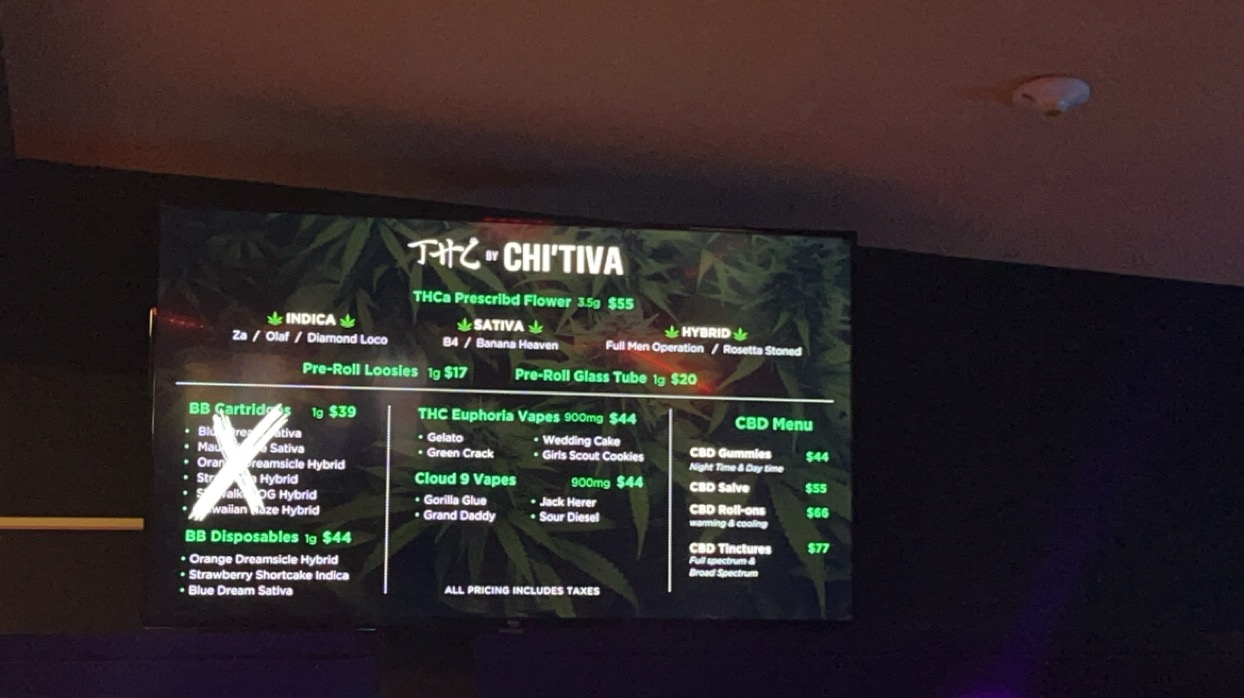 THC BY CHI'TIVA
THCa Prescribd Flower 3.5g $55
INDICA
Za / Olaf / Diamond Loco
SATIVA
B4 / Banana Heaven
HYBRID
Full Men Operation / Rosetta Stoned
Pre-Roll Loosies 1g $17
Pre-Roll Glass Tube 1g $20
BB Cartridges 1g $39
Sativa
Sativa
Dreamsicle Hybrid
Hybrid
OG Hybrid
Hybrid
BB Disposables 1g $44
• Orange Dreamsicle Hybrid
• Strawberry Shortcake Indica
• Blue Dream Sativa
THC Euphoria Vapes 900mg $44
• Gelato
• Green Crack
• Wedding Cake
• Girls Scout Cookies
Cloud 9 Vapes 900mg $44
• Gorilla Glue
• Grand Daddy
• Jack Herer
• Sour Diesel
ALL PRICING INCLUDES TAXES
CBD Menu
CBD Gummies $44
Night Time & Day time
CBD Salve $55
CBD Roll-ons $66
warming & cooling
CBD Tinctures $77
Full spectrum &
Broad Spectrum